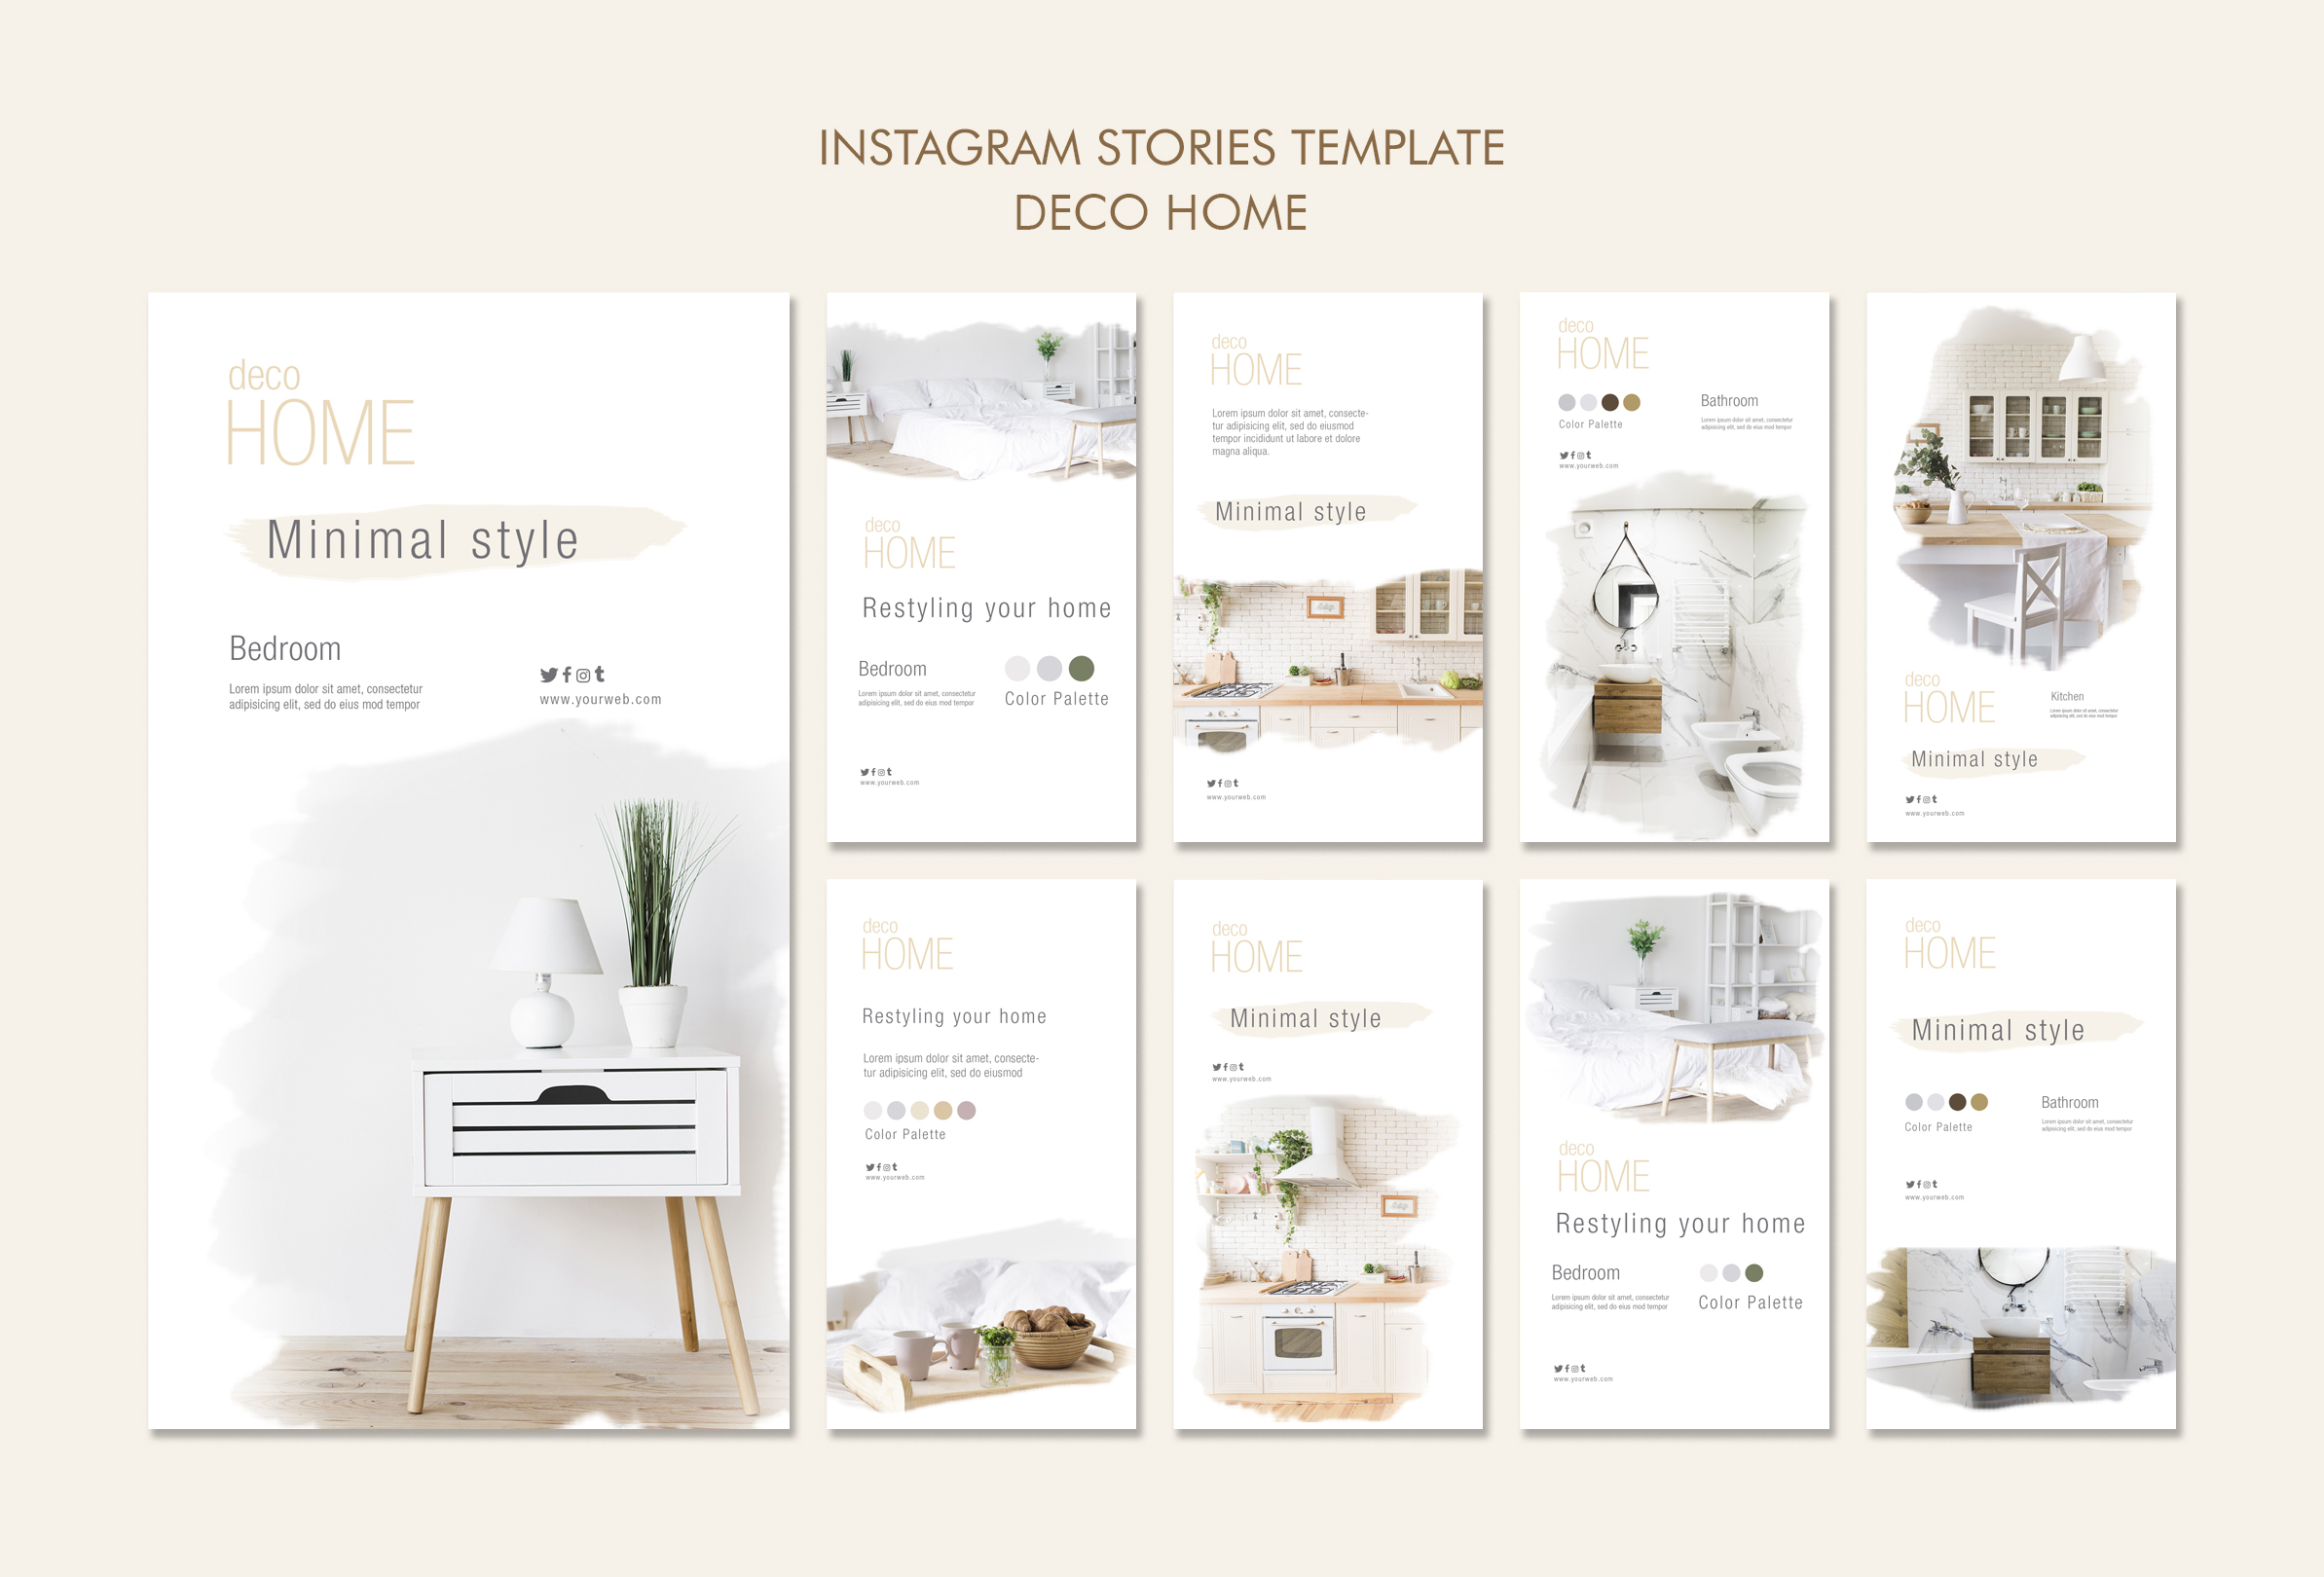 INSTAGRAM STORIES TEMPLATE
DECO HOME
deco
HOME
Minimal style
Bedroom
Lorem ipsum dolor sit amet, consectetur
adipisicing elit, sed do eius mod tempor
www.yourweb.com
deco
HOME
Restyling your home
Bedroom
Lorem ipsum dolor sit amet, consectetur
adipisicing elit, sed do eius mod tempor
Color Palette
www.yourweb.com
deco
HOME
Lorem ipsum dolor sit amet, consecte-
tur adipisicing elit, sed do eiusmod
tempor incididunt ut labore et dolore
magna aliqua.
Minimal style
www.yourweb.com
deco
HOME
Color Palette
Bathroom
Lorem ipsum dolor sit amet, consectetur
adipisicing elit, sed do eius mod tempor
www.yourweb.com
deco
HOME
Kitchen
Lorem ipsum dolor sit amet, consectetur
adipisicing elit, sed do eius mod tempor
Minimal style
www.yourweb.com
deco
HOME
Restyling your home
Lorem ipsum dolor sit amet, consecte-
tur adipisicing elit, sed do eiusmod
Color Palette
www.yourweb.com
deco
HOME
Minimal style
www.yourweb.com
deco
HOME
Restyling your home
Bedroom
Lorem ipsum dolor sit amet, consectetur
adipisicing elit, sed do eius mod tempor
Color Palette
www.yourweb.com
deco
HOME
Minimal style
Color Palette
Bathroom
Lorem ipsum dolor sit amet, consectetur
adipisicing elit, sed do eius mod tempor
www.yourweb.com